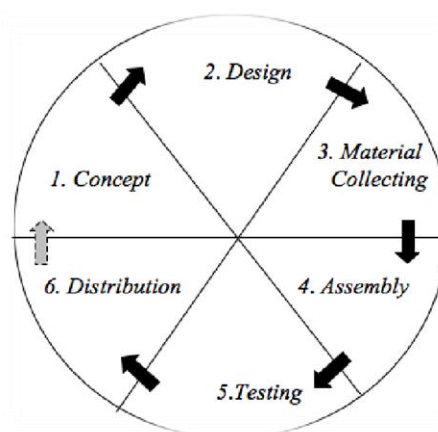 1. Concept
2. Design
3. Material
Collecting
4. Assembly
5.Testing
6. Distribution